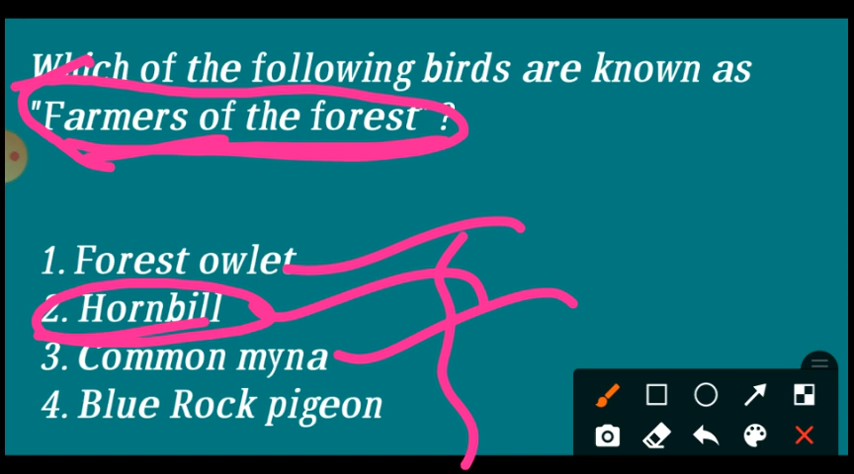 Which of the following birds are known as
"Farmers of the forest" ?
1. Forest owlet
2. Hornbill
3. Common myna
4. Blue Rock pigeon